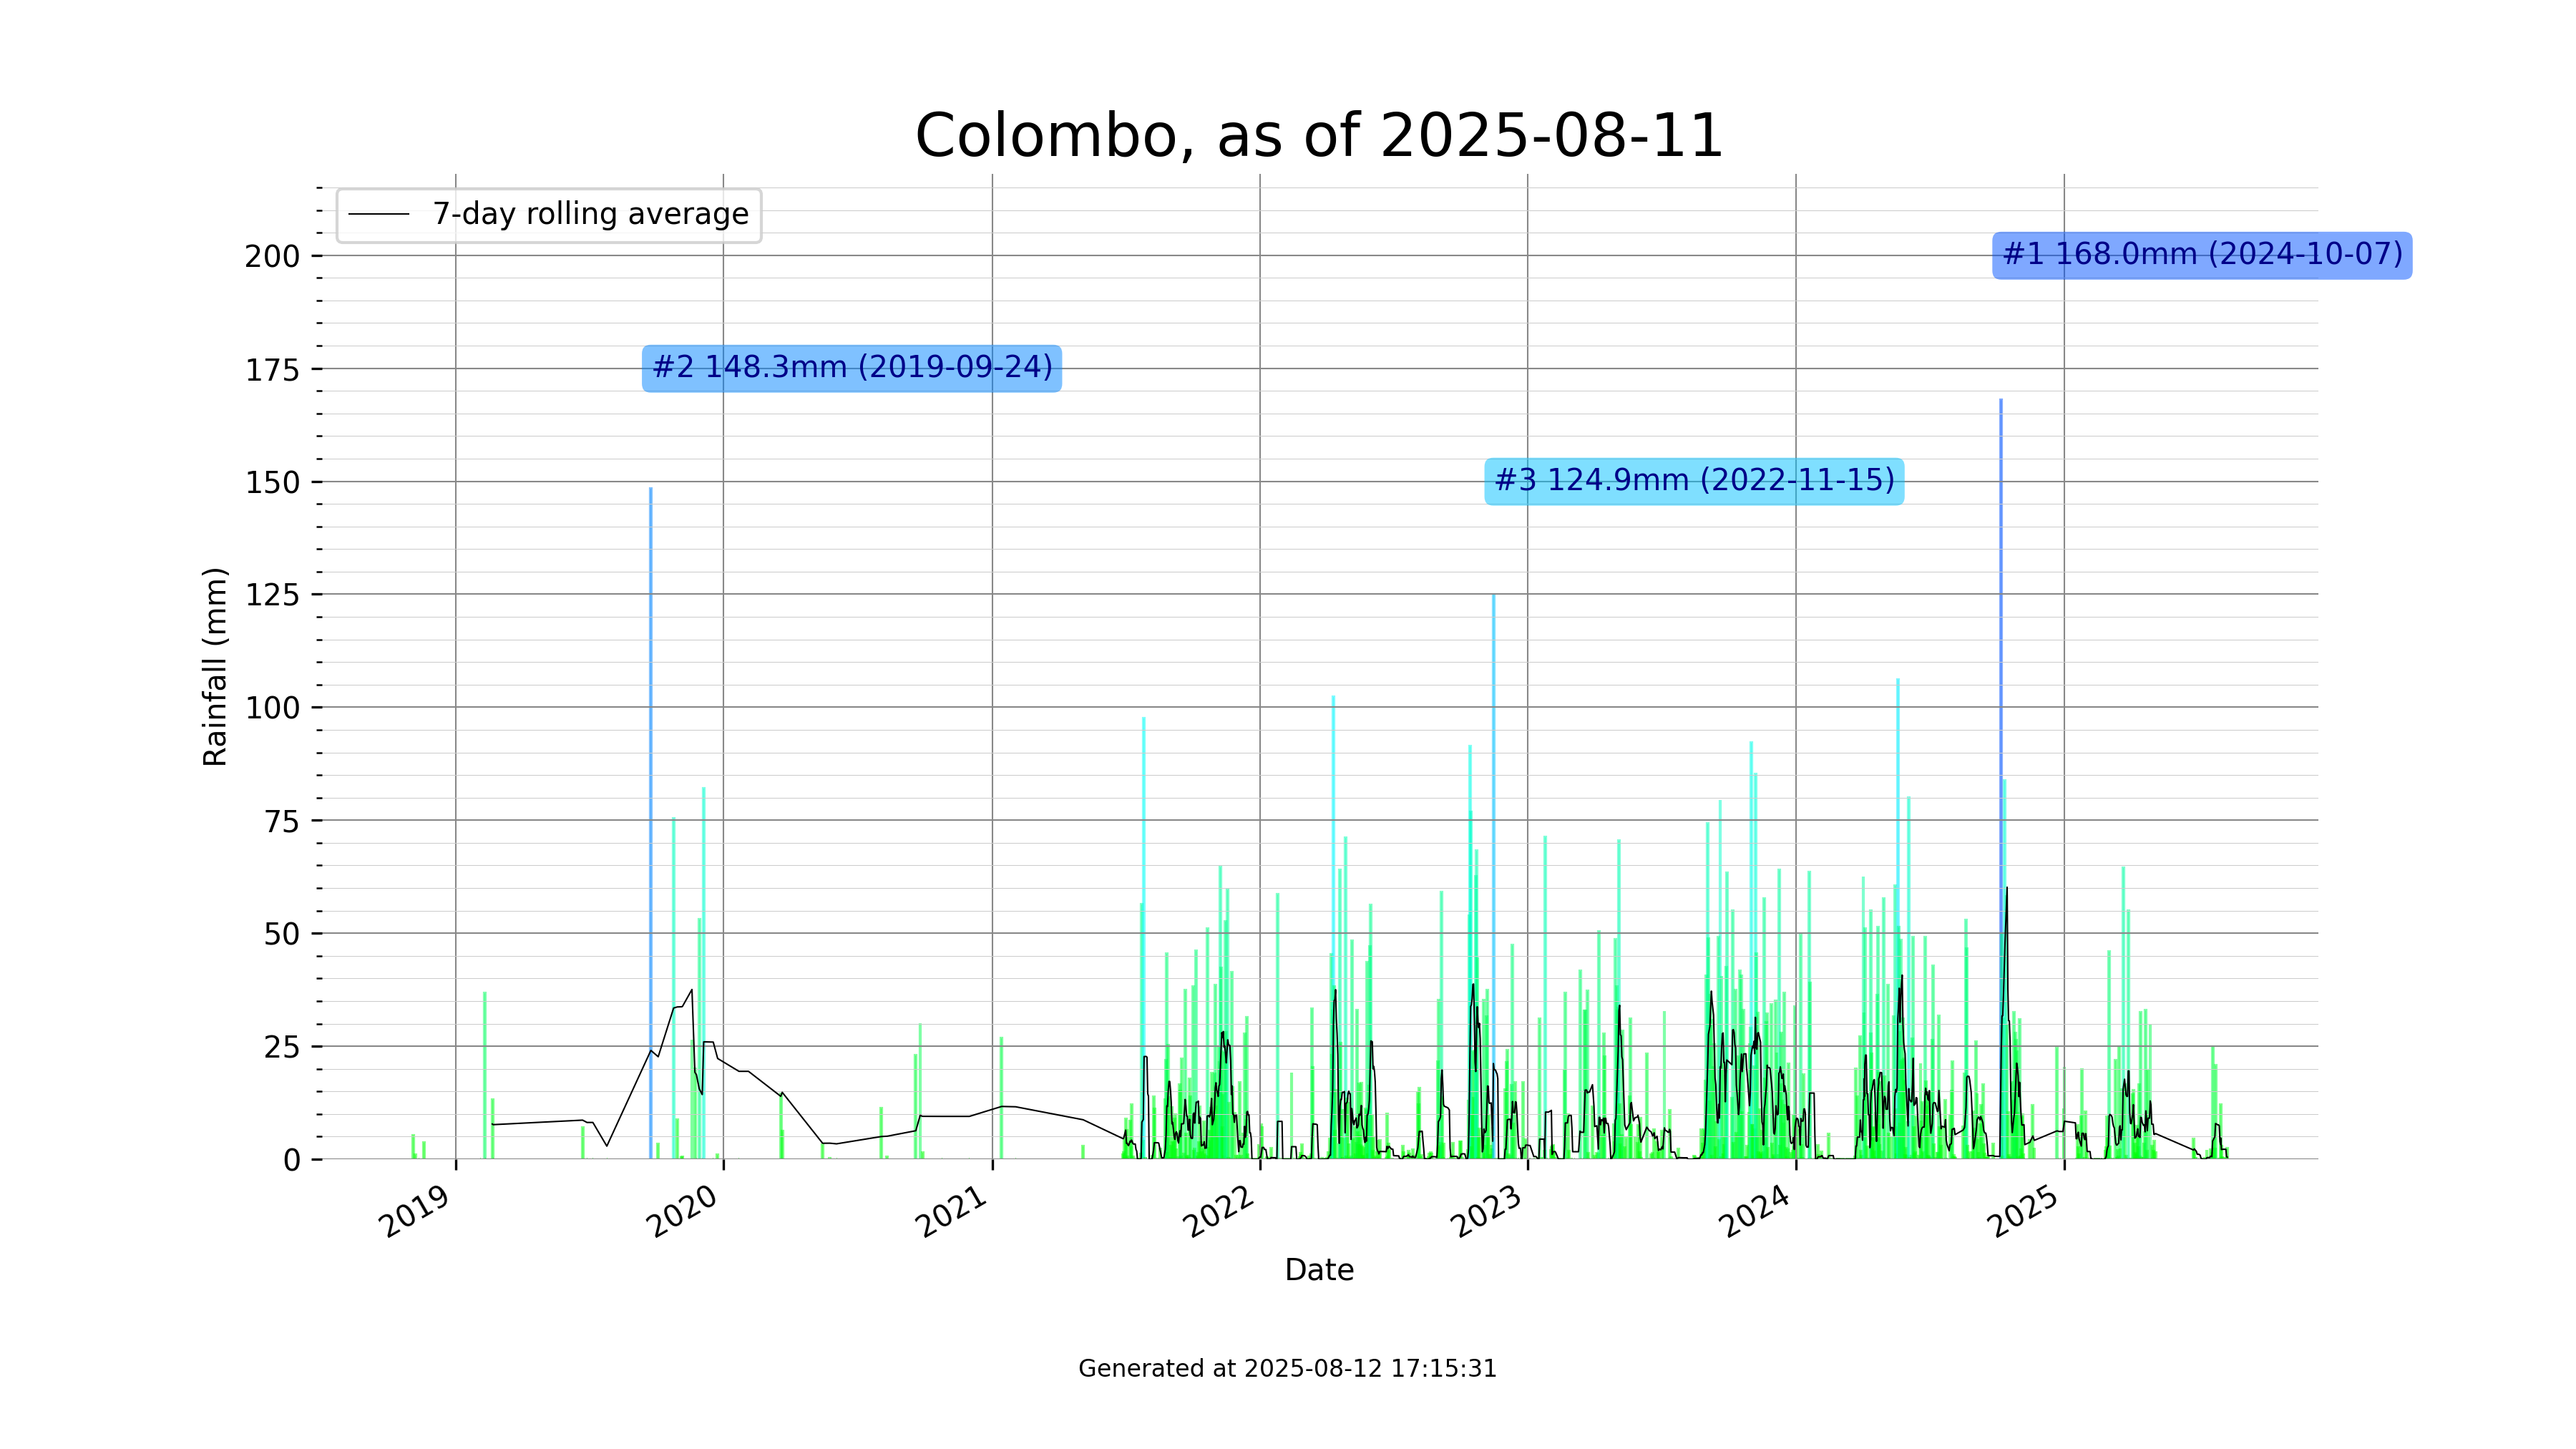 Colombo, as of 2025-08-11
7-day rolling average
#1 168.0mm (2024-10-07)
#2 148.3mm (2019-09-24)
#3 124.9mm (2022-11-15)
Rainfall (mm)
200
175
150
125
100
75
50
25
0
2019
2020
2021
2022
2023
2024
2025
Date
Generated at 2025-08-12 17:15:31